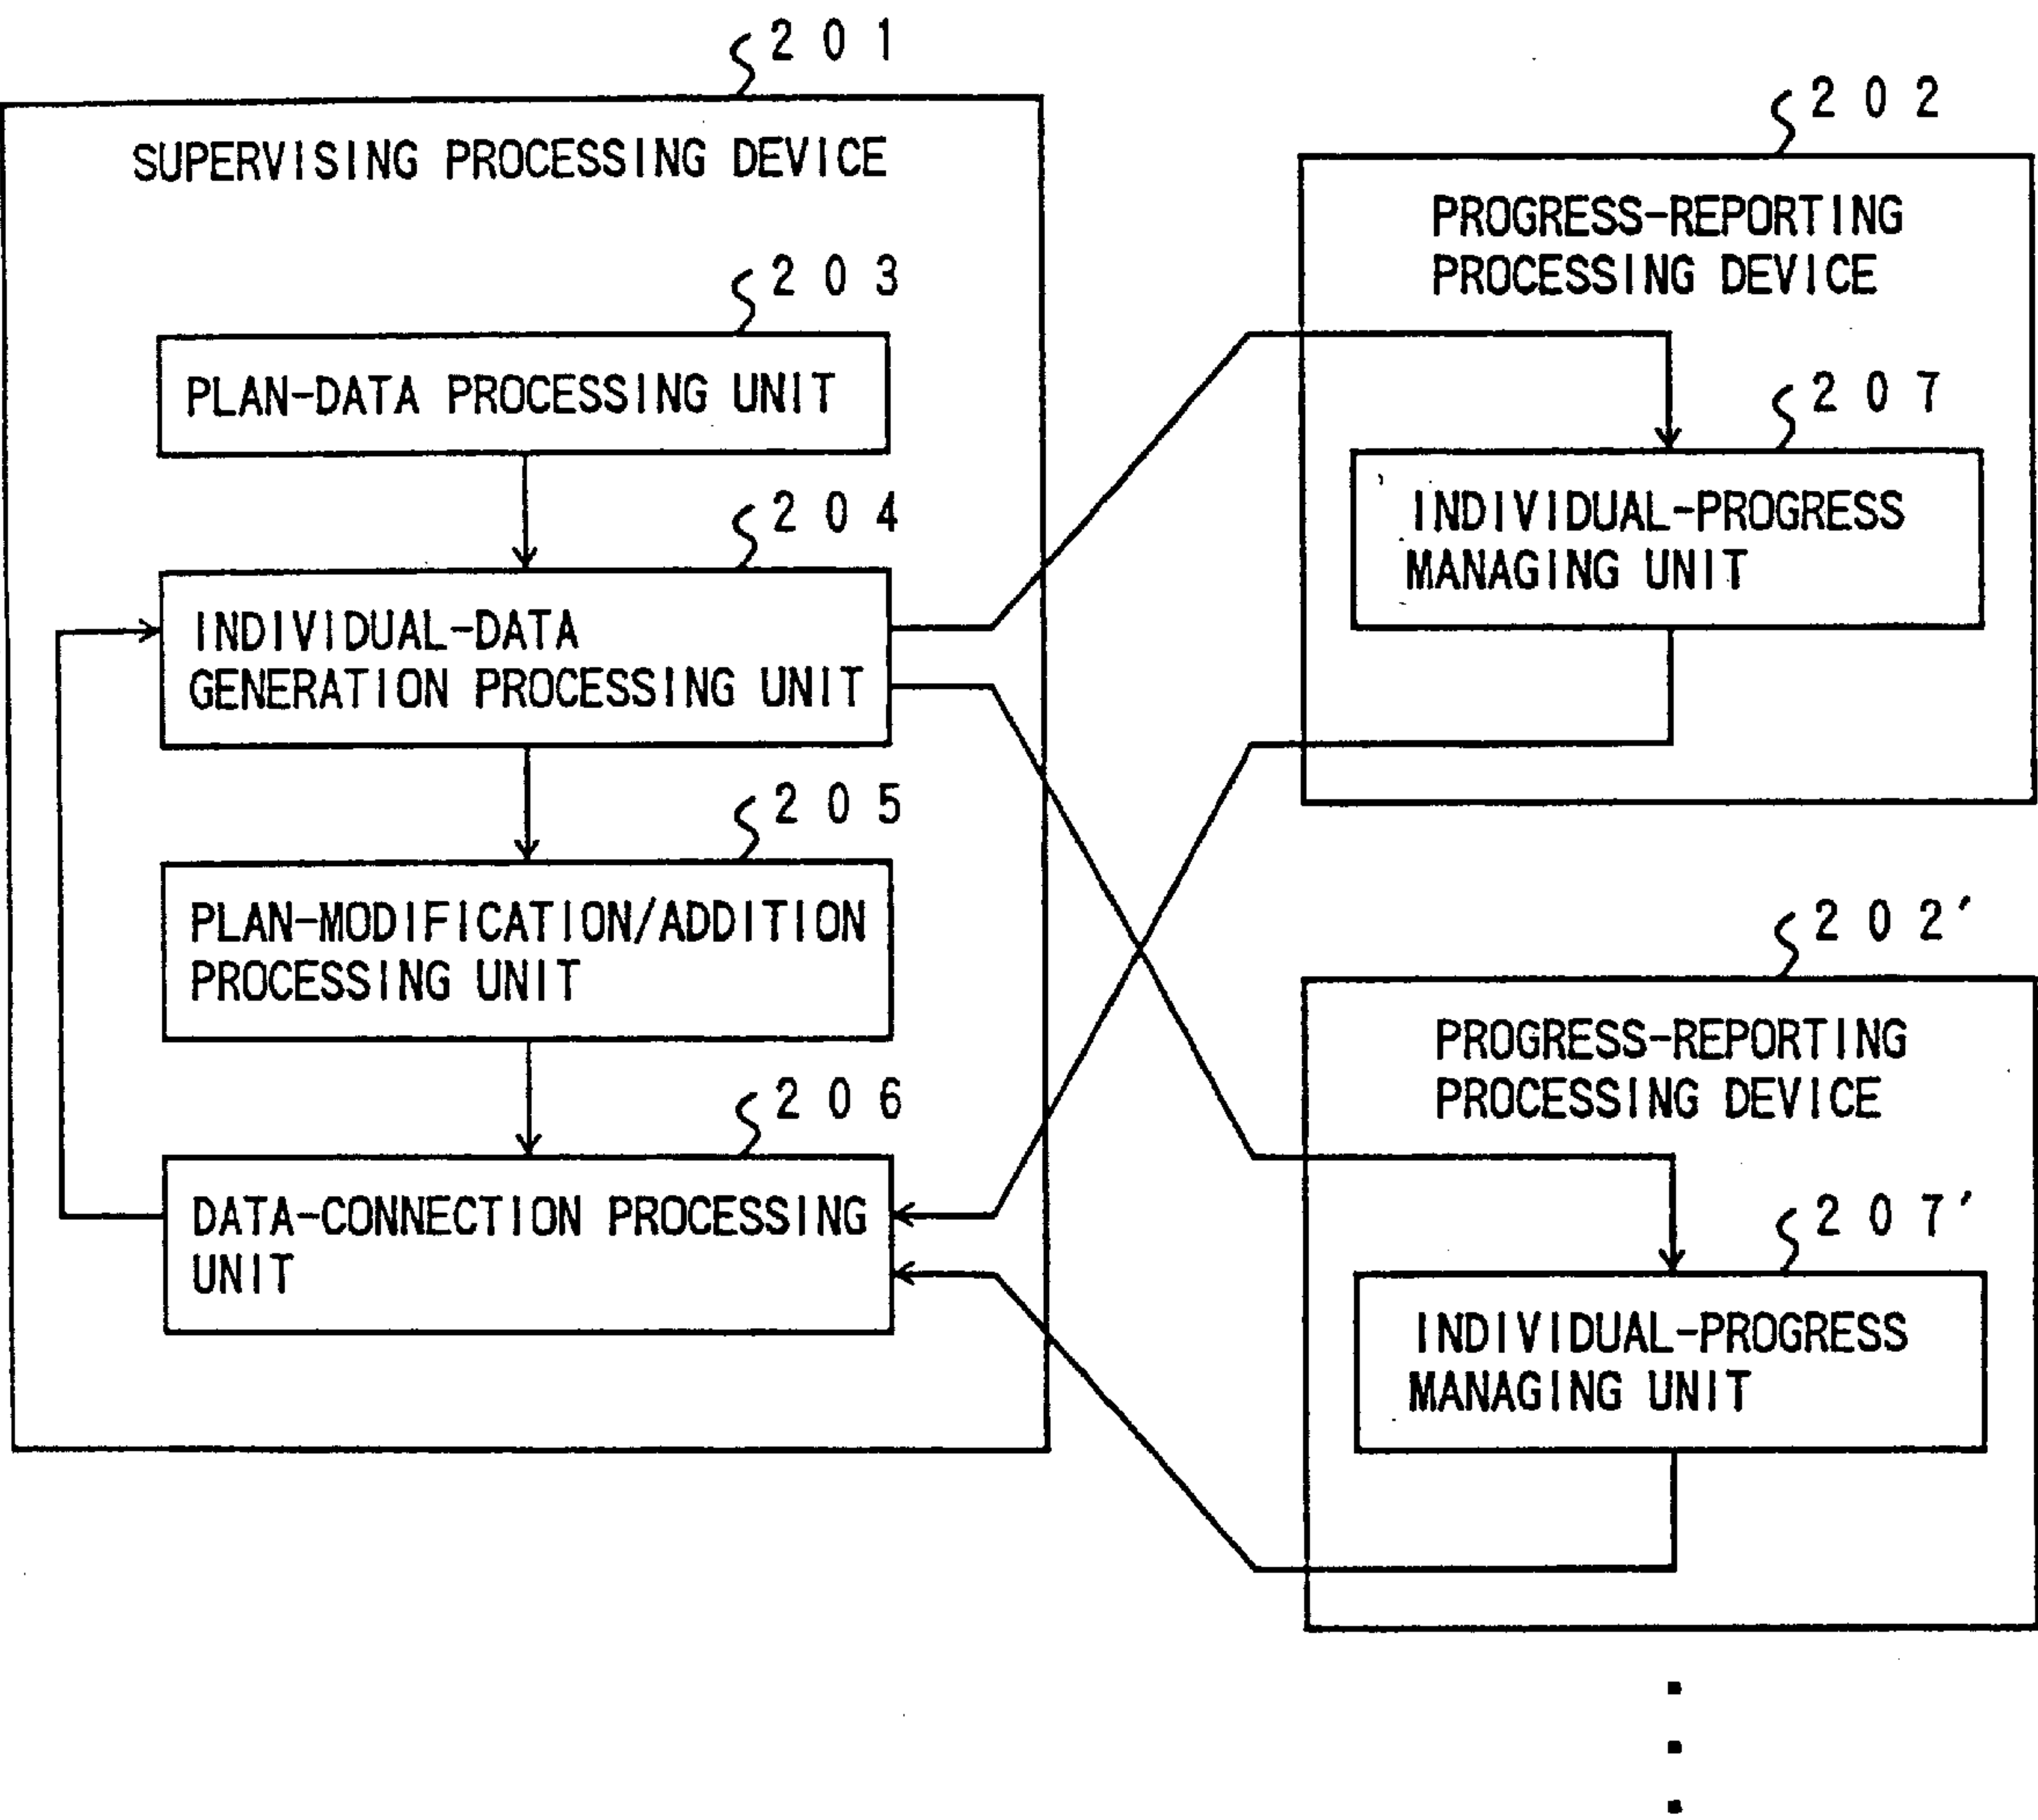 201
SUPERVISING PROCESSING DEVICE
203
PLAN-DATA PROCESSING UNIT
204
INDIVIDUAL-DATA
GENERATION PROCESSING UNIT
205
PLAN-MODIFICATION/ADDITION
PROCESSING UNIT
206
DATA-CONNECTION PROCESSING
UNIT
202
PROGRESS-REPORTING
PROCESSING DEVICE
207
INDIVIDUAL-PROGRESS
MANAGING UNIT
202'
PROGRESS-REPORTING
PROCESSING DEVICE
207'
INDIVIDUAL-PROGRESS
MANAGING UNIT